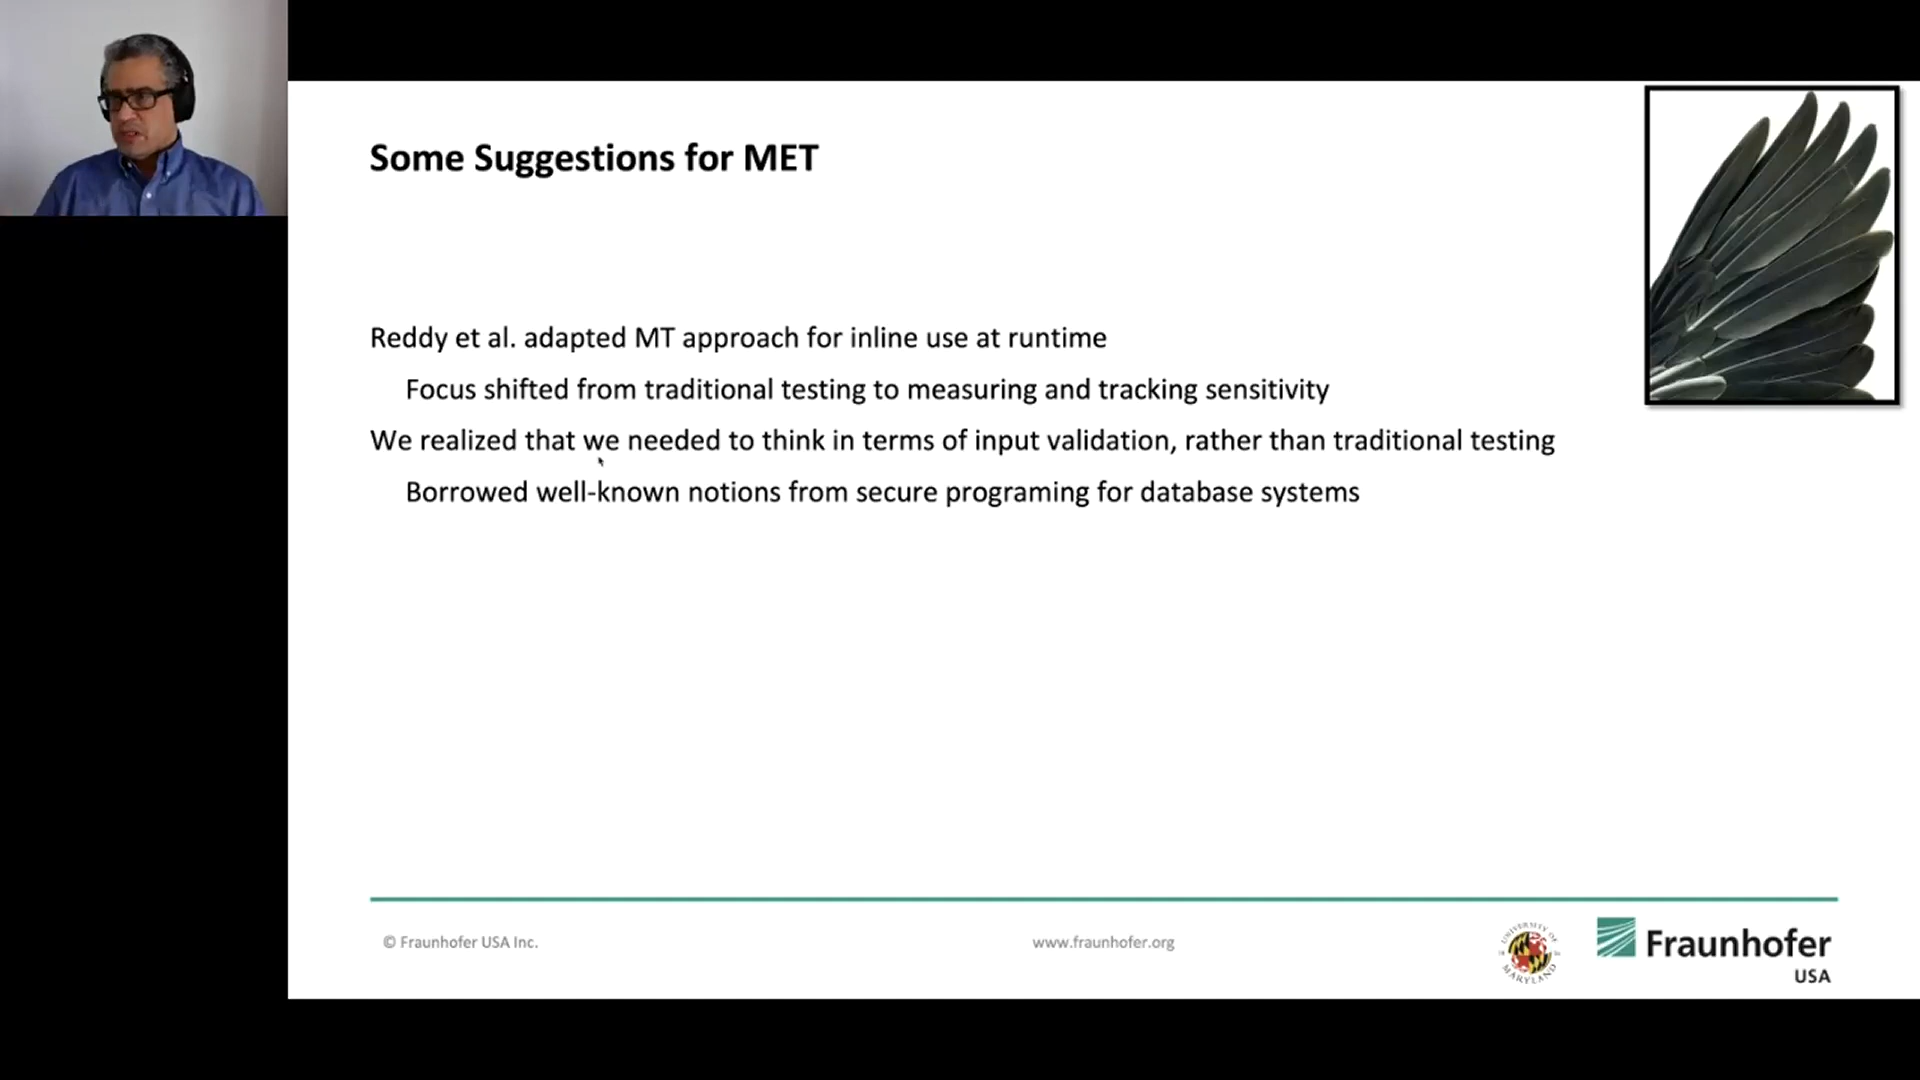 Some Suggestions for MET
Reddy et al. adapted MT approach for inline use at runtime
Focus shifted from traditional testing to measuring and tracking sensitivity
We realized that we needed to think in terms of input validation, rather than traditional testing
Borrowed well-known notions from secure programing for database systems
© Fraunhofer USA Inc.
www.fraunhofer.org
UNIVERSITY OF
MARYLAND
Fraunhofer
USA